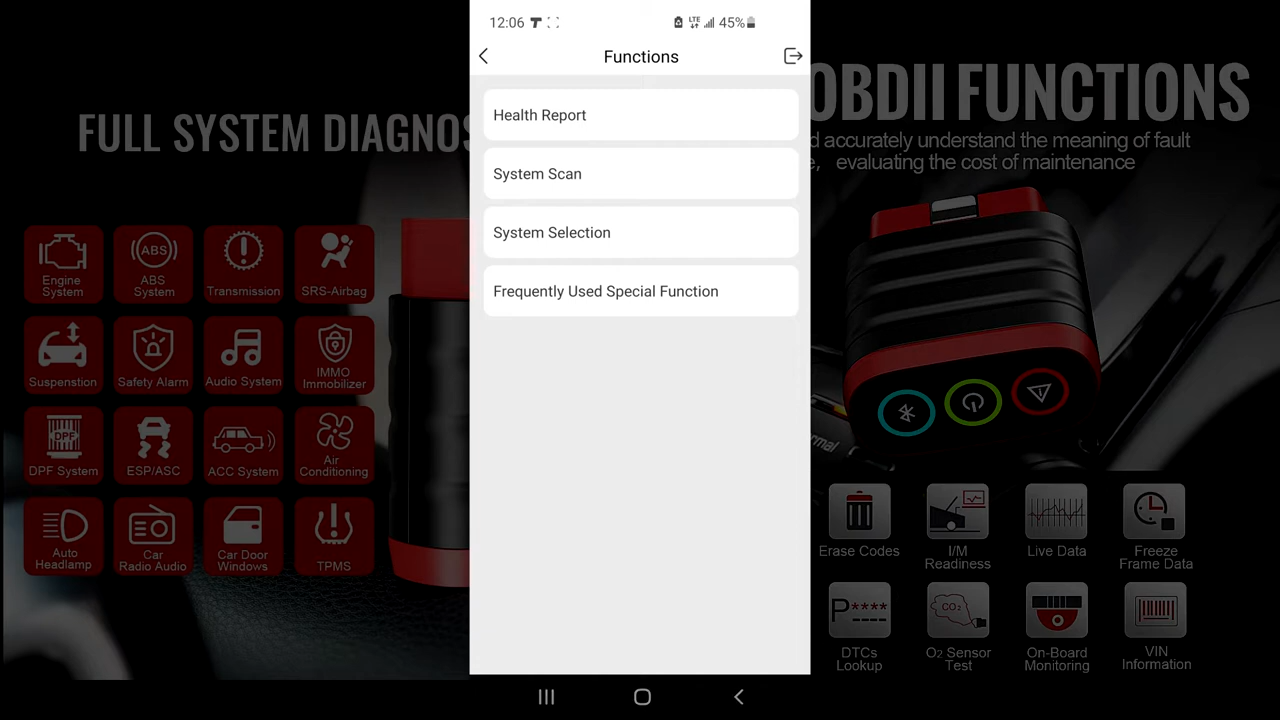 12:06
LTE
45%
Functions
Health Report
System Scan
System Selection
Frequently Used Special Function
FULL SYSTEM DIAGNOS
Engine
System
ABS
ABS
System
Transmission
SRS-Airbag
Suspenstion
Safety Alarm
Audio System
IMMO
Immobilizer
DPF
DPF System
ESP/ASC
ACC System
Air
Conditioning
Auto
Headlamp
Car
Radio Audio
Car Door
Windows
TPMS
OBDII FUNCTIONS
d accurately understand the meaning of fault
e, evaluating the cost of maintenance
rmal
Erase Codes
I/M
Readiness
Live Data
Freeze
Frame Data
P****
DTCs
Lookup
CO2
O2 Sensor
Test
On-Board
Monitoring
VIN
Information